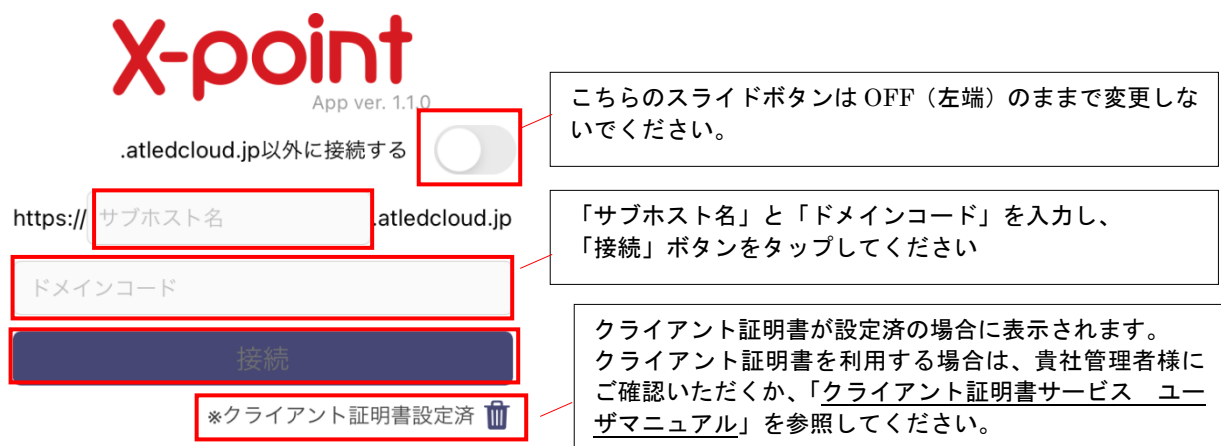 X-point
App ver. 1.1.0
.atledcloud.jp以外に接続する
https://
サブホスト名
.atledcloud.jp
ドメインコード
接続
※クライアント証明書設定済
こちらのスライドボタンは OFF（左端）のままで変更しな
いでください。
「サブホスト名」と「ドメインコード」を入力し、
「接続」ボタンをタップしてください
クライアント証明書が設定済の場合に表示されます。
クライアント証明書を利用する場合は、貴社管理者様に
ご確認いただくか、「クライアント証明書サービス　ユー
ザマニュアル」を参照してください。